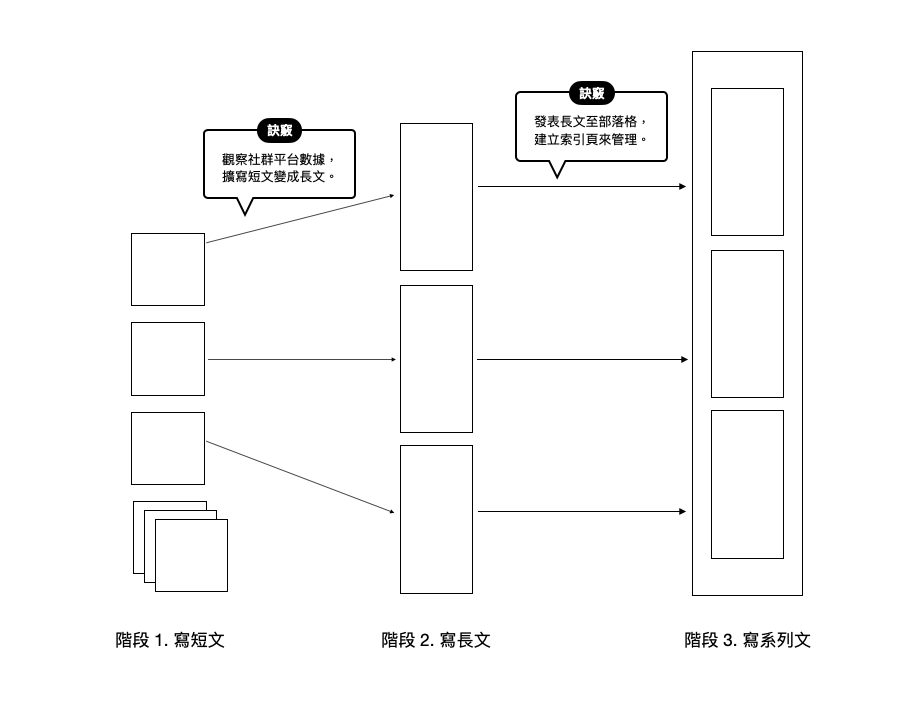 訣竅
觀察社群平台數據，
擴寫短文變成長文。
訣竅
發表長文至部落格，
建立索引頁來管理。
階段 1. 寫短文
階段 2. 寫長文
階段 3. 寫系列文